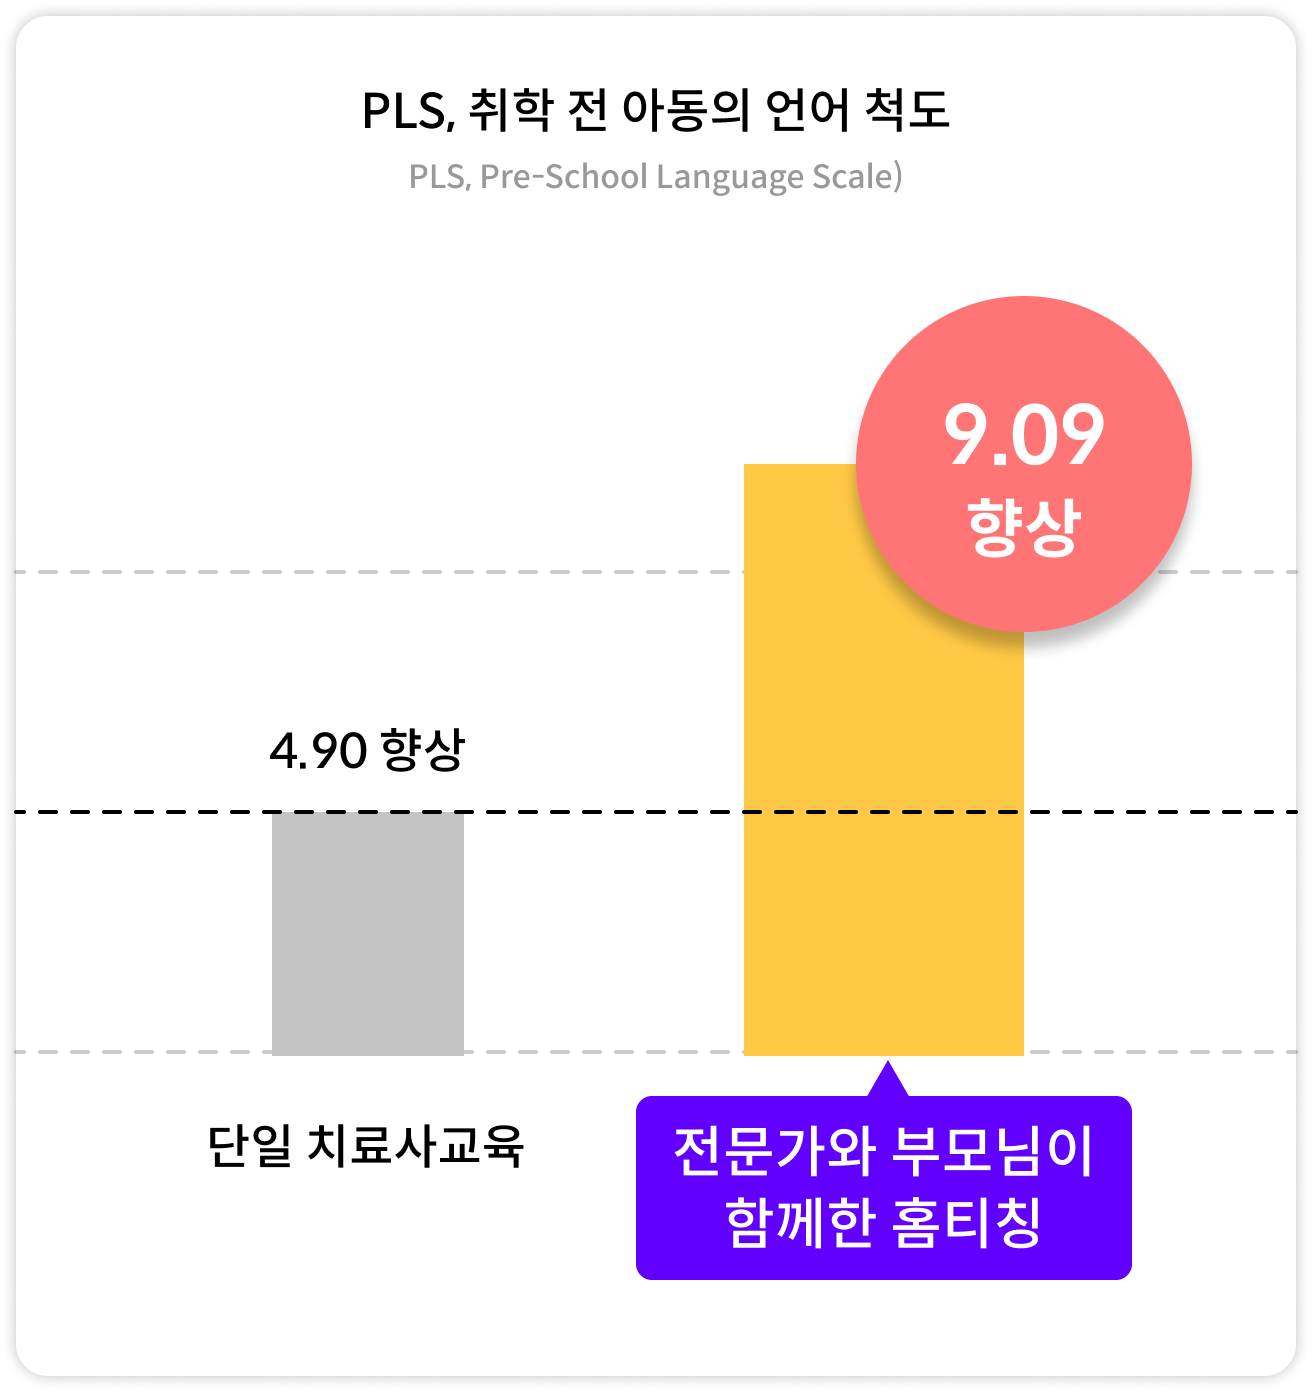 PLS, 취학 전 아동의 언어 척도
PLS, Pre-School Language Scale)
9.09
향상
4.90 향상
단일 치료사교육
전문가와 부모님이
함께한 홈티칭